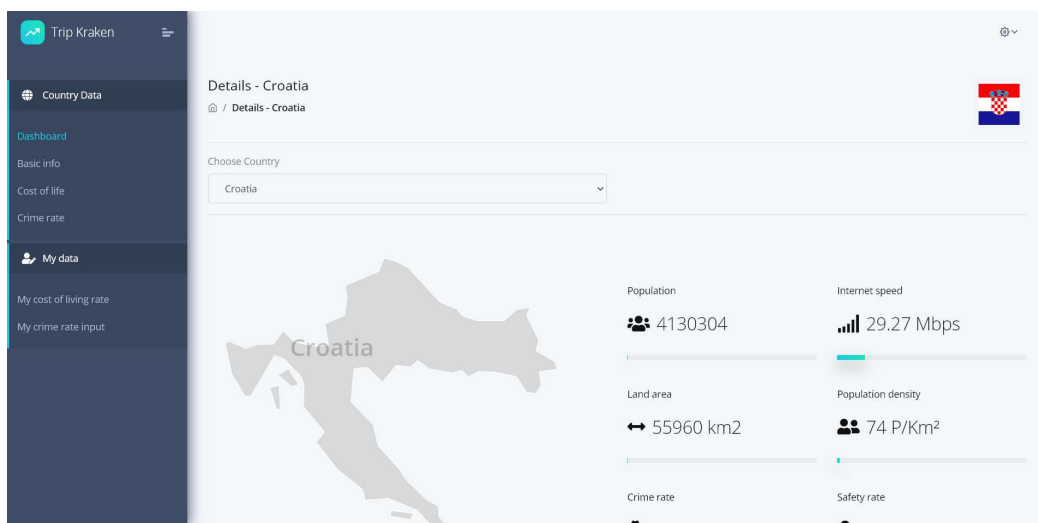 Trip Kraken
Country Data
Dashboard
Basic info
Cost of life
Crime rate
My data
My cost of living rate
My crime rate input
Details - Croatia
/ Details - Croatia
Choose Country
Croatia
Croatia
Population
4130304
Internet speed
29.27 Mbps
Land area
55960 km2
Population density
74 P/Km²
Crime rate
Safety rate